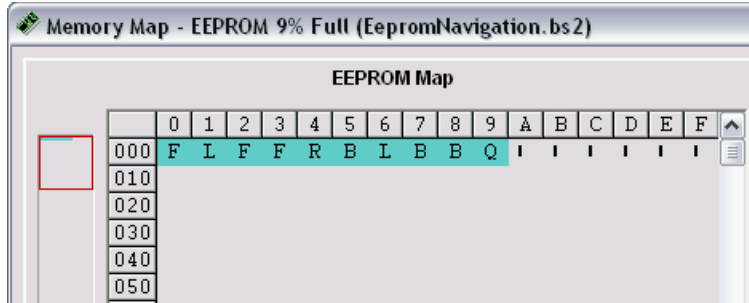 Memory Map - EEPROM 9% Full (EepromNavigation.bs2)
EEPROM Map
0 1 2 3 4 5 6 7 8 9 A B C D E F
000 F L F F R B L B B Q
010
020
030
040
050